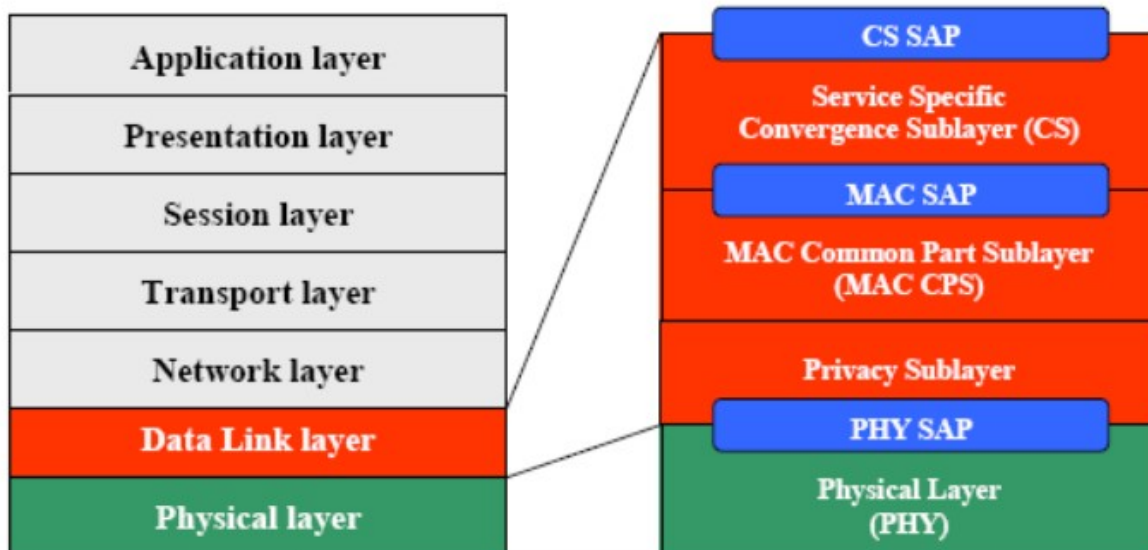 Application layer
Presentation layer
Session layer
Transport layer
Network layer
Data Link layer
Physical layer
CS SAP
Service Specific
Convergence Sublayer (CS)
MAC SAP
MAC Common Part Sublayer
(MAC CPS)
Privacy Sublayer
PHY SAP
Physical Layer
(PHY)